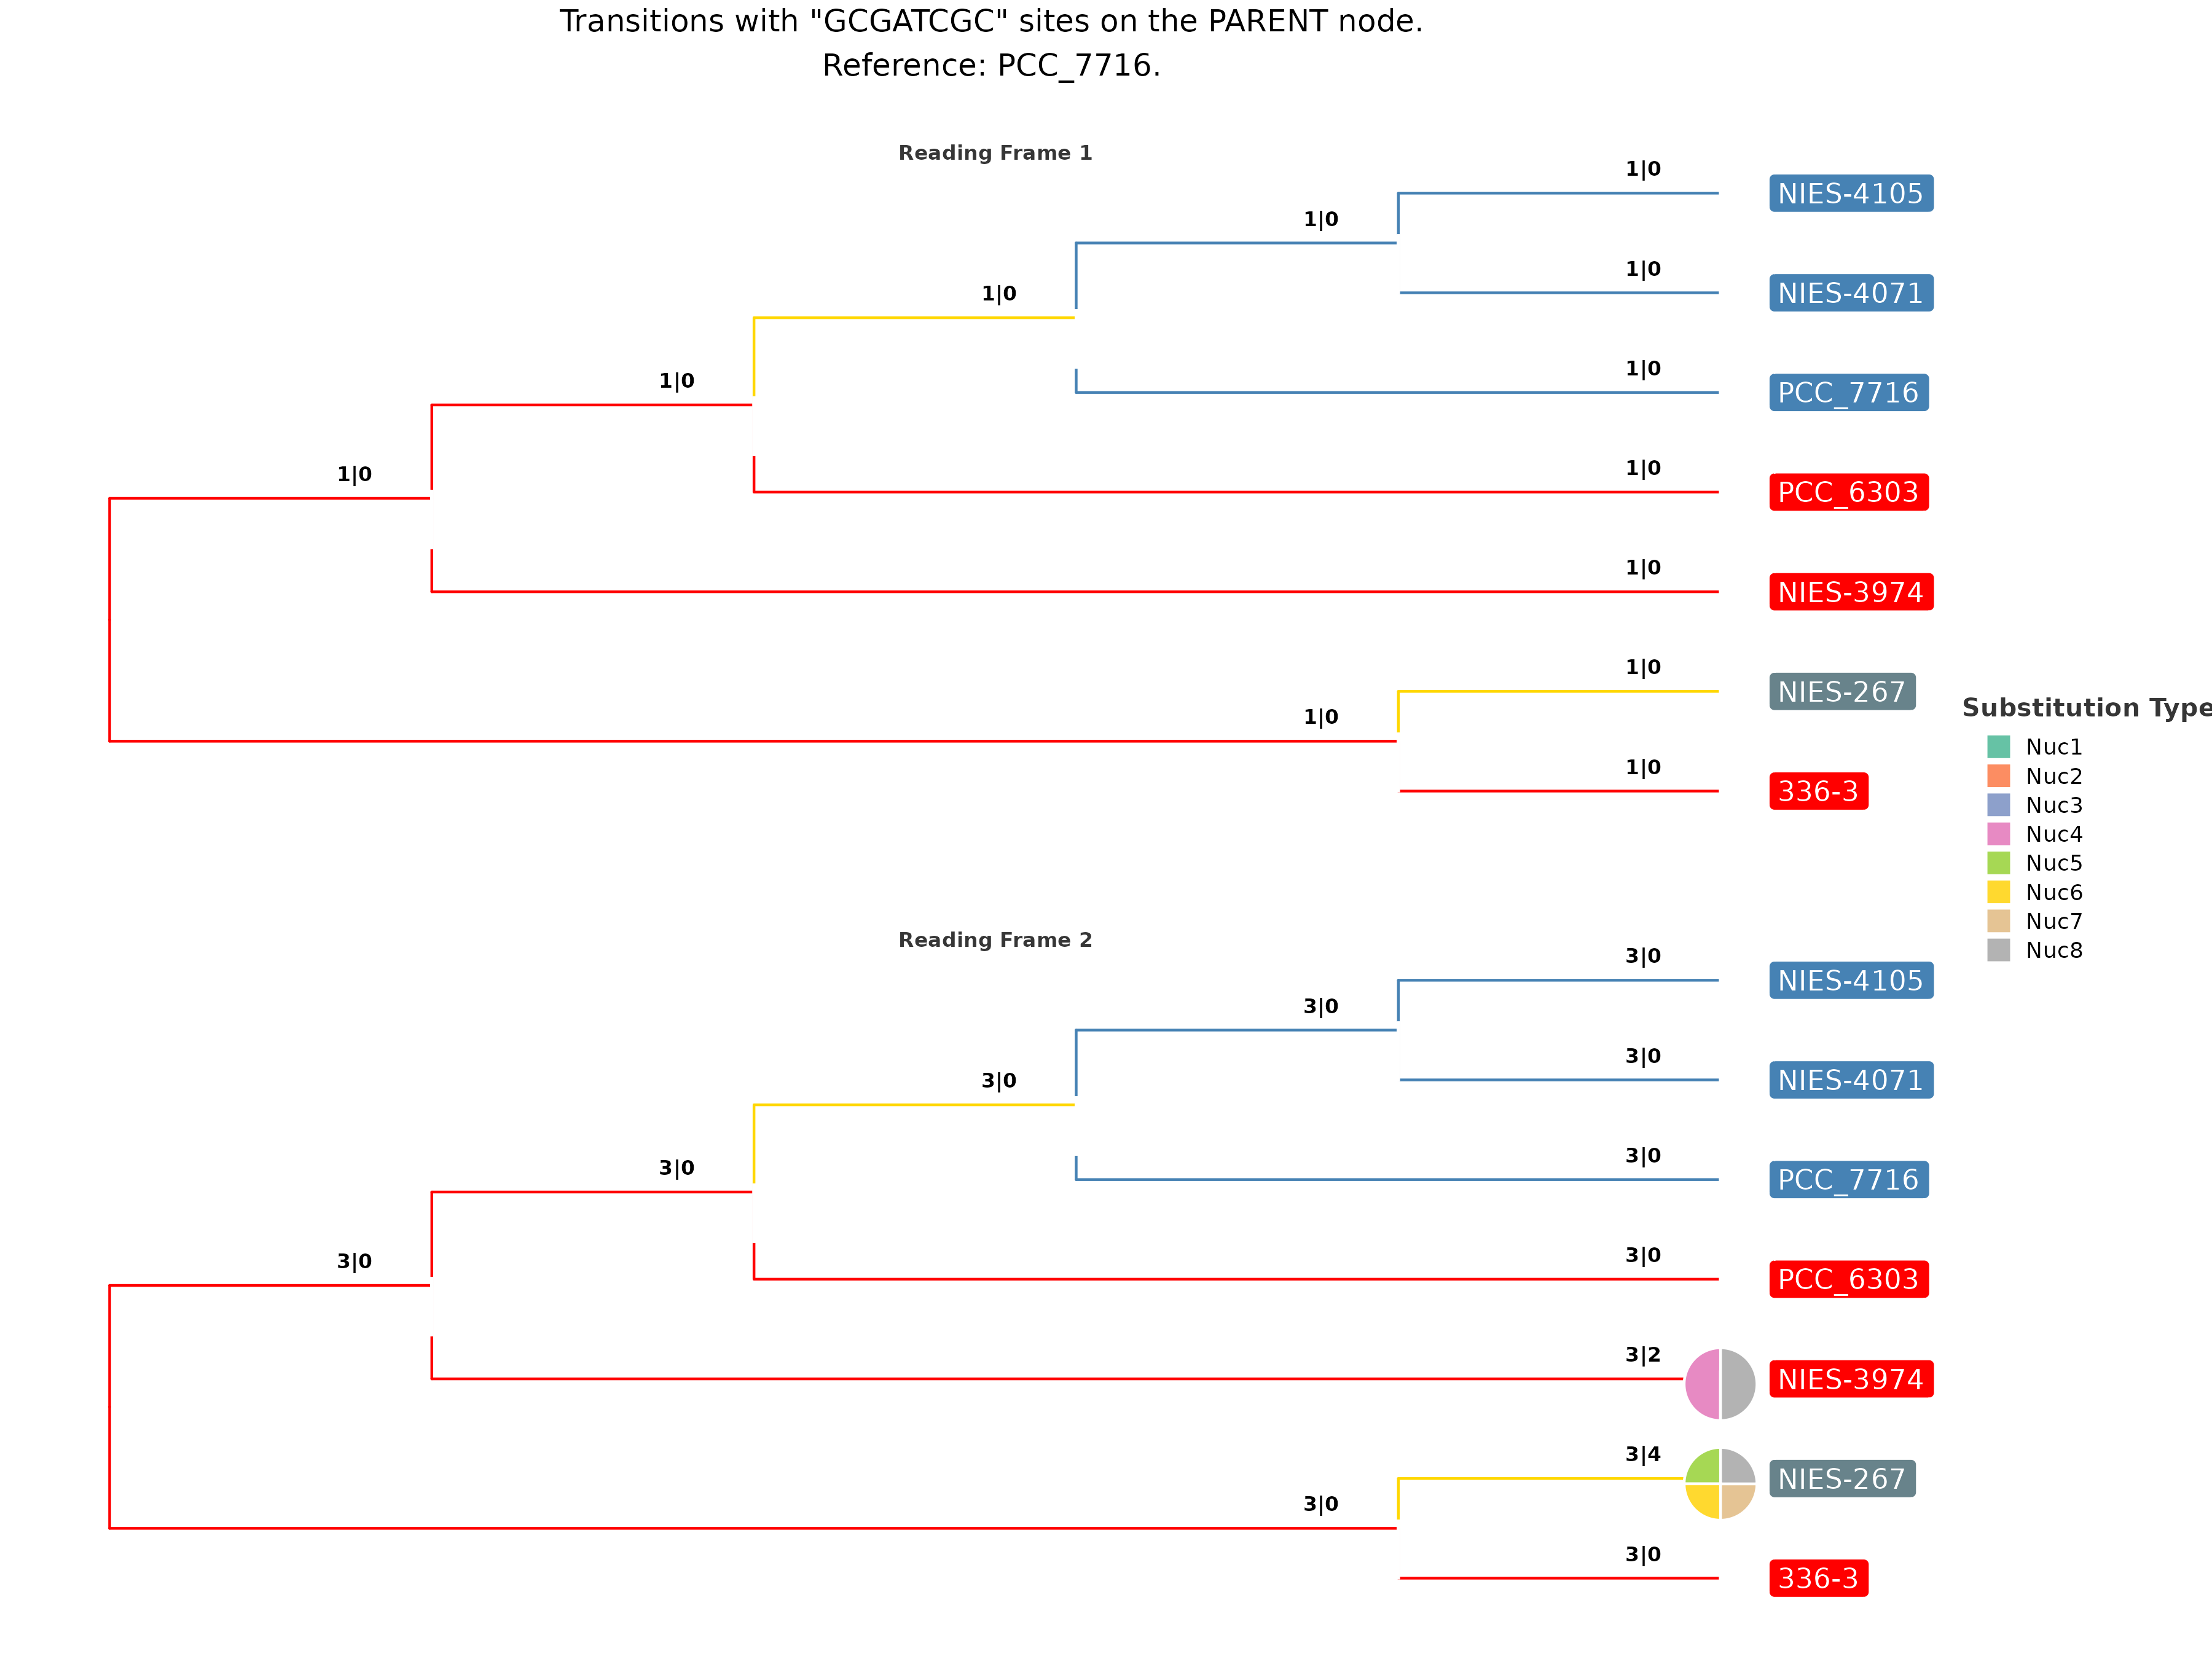 Transitions with "GCGATCGC" sites on the PARENT node.
Reference: PCC_7716.
Reading Frame 1
1|0
NIES-4105
1|0
1|0
NIES-4071
1|0
1|0
PCC_7716
1|0
1|0
PCC_6303
1|0
1|0
NIES-3974
1|0
NIES-267
1|0
1|0
336-3
Substitution Type
Nuc1
Nuc2
Nuc3
Nuc4
Nuc5
Nuc6
Nuc7
Nuc8
Reading Frame 2
3|0
NIES-4105
3|0
3|0
NIES-4071
3|0
3|0
PCC_7716
3|0
3|0
PCC_6303
3|0
3|2
NIES-3974
3|4
NIES-267
3|0
3|0
336-3